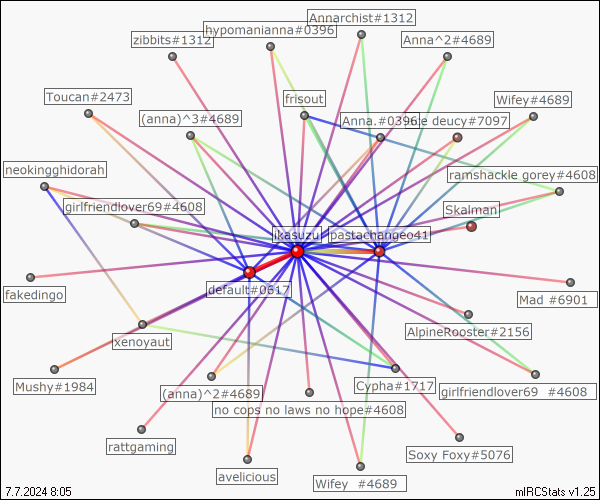 Annarchist#1312
hypomanianna#0396
zibbits#1312
Anna^2#4689
Toucan#2473
frisout
Wifey#4689
(anna)^3#4689
Anna.#0396
deucy#7097
neokingghidorah
ramshackle gorey#4608
girlfriendlover69#4608
Skalman
ikasuzu
pastachangeo41
fakedingo
default#0617
Mad #6901
AlpineRooster#2156
xenoyaut
Mushy#1984
(anna)^2#4689
Cypha#1717
girlfriendlover69 #4608
no cops no laws no hope#4608
rattgaming
Soxy Foxy#5076
avelicious
Wifey #4689
7.7.2024 8:05
mIRCStats v1.25